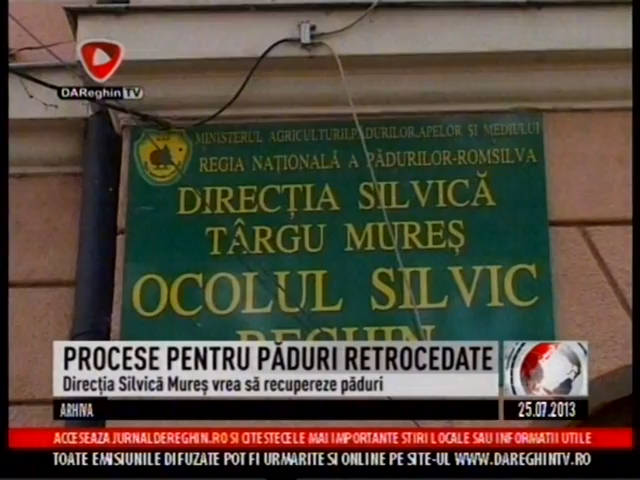 DAReghin TV
MINISTERUL AGRICULTURII,PĂDURILOR,APELOR ȘI MEDIULUI
REGIA NAȚIONALĂ A PĂDURILOR-ROMSILVA
DIRECȚIA SILVICĂ
TÂRGU MUREȘ
OCOLUL SILVIC
REGHIN
PROCESE PENTRU PĂDURI RETROCEDATE
Direcția Silvică Mureș vrea să recupereze păduri
ARHIVA
25.07.2013
ACCESEAZA JURNALDEREGHIN.RO SI CITESTE CELE MAI IMPORTANTE STIRI LOCALE SAU INFORMATII UTILE
TOATE EMISIUNILE DIFUZATE POT FI URMARITE SI ONLINE PE SITE-UL WWW.DAREGHINTV.RO